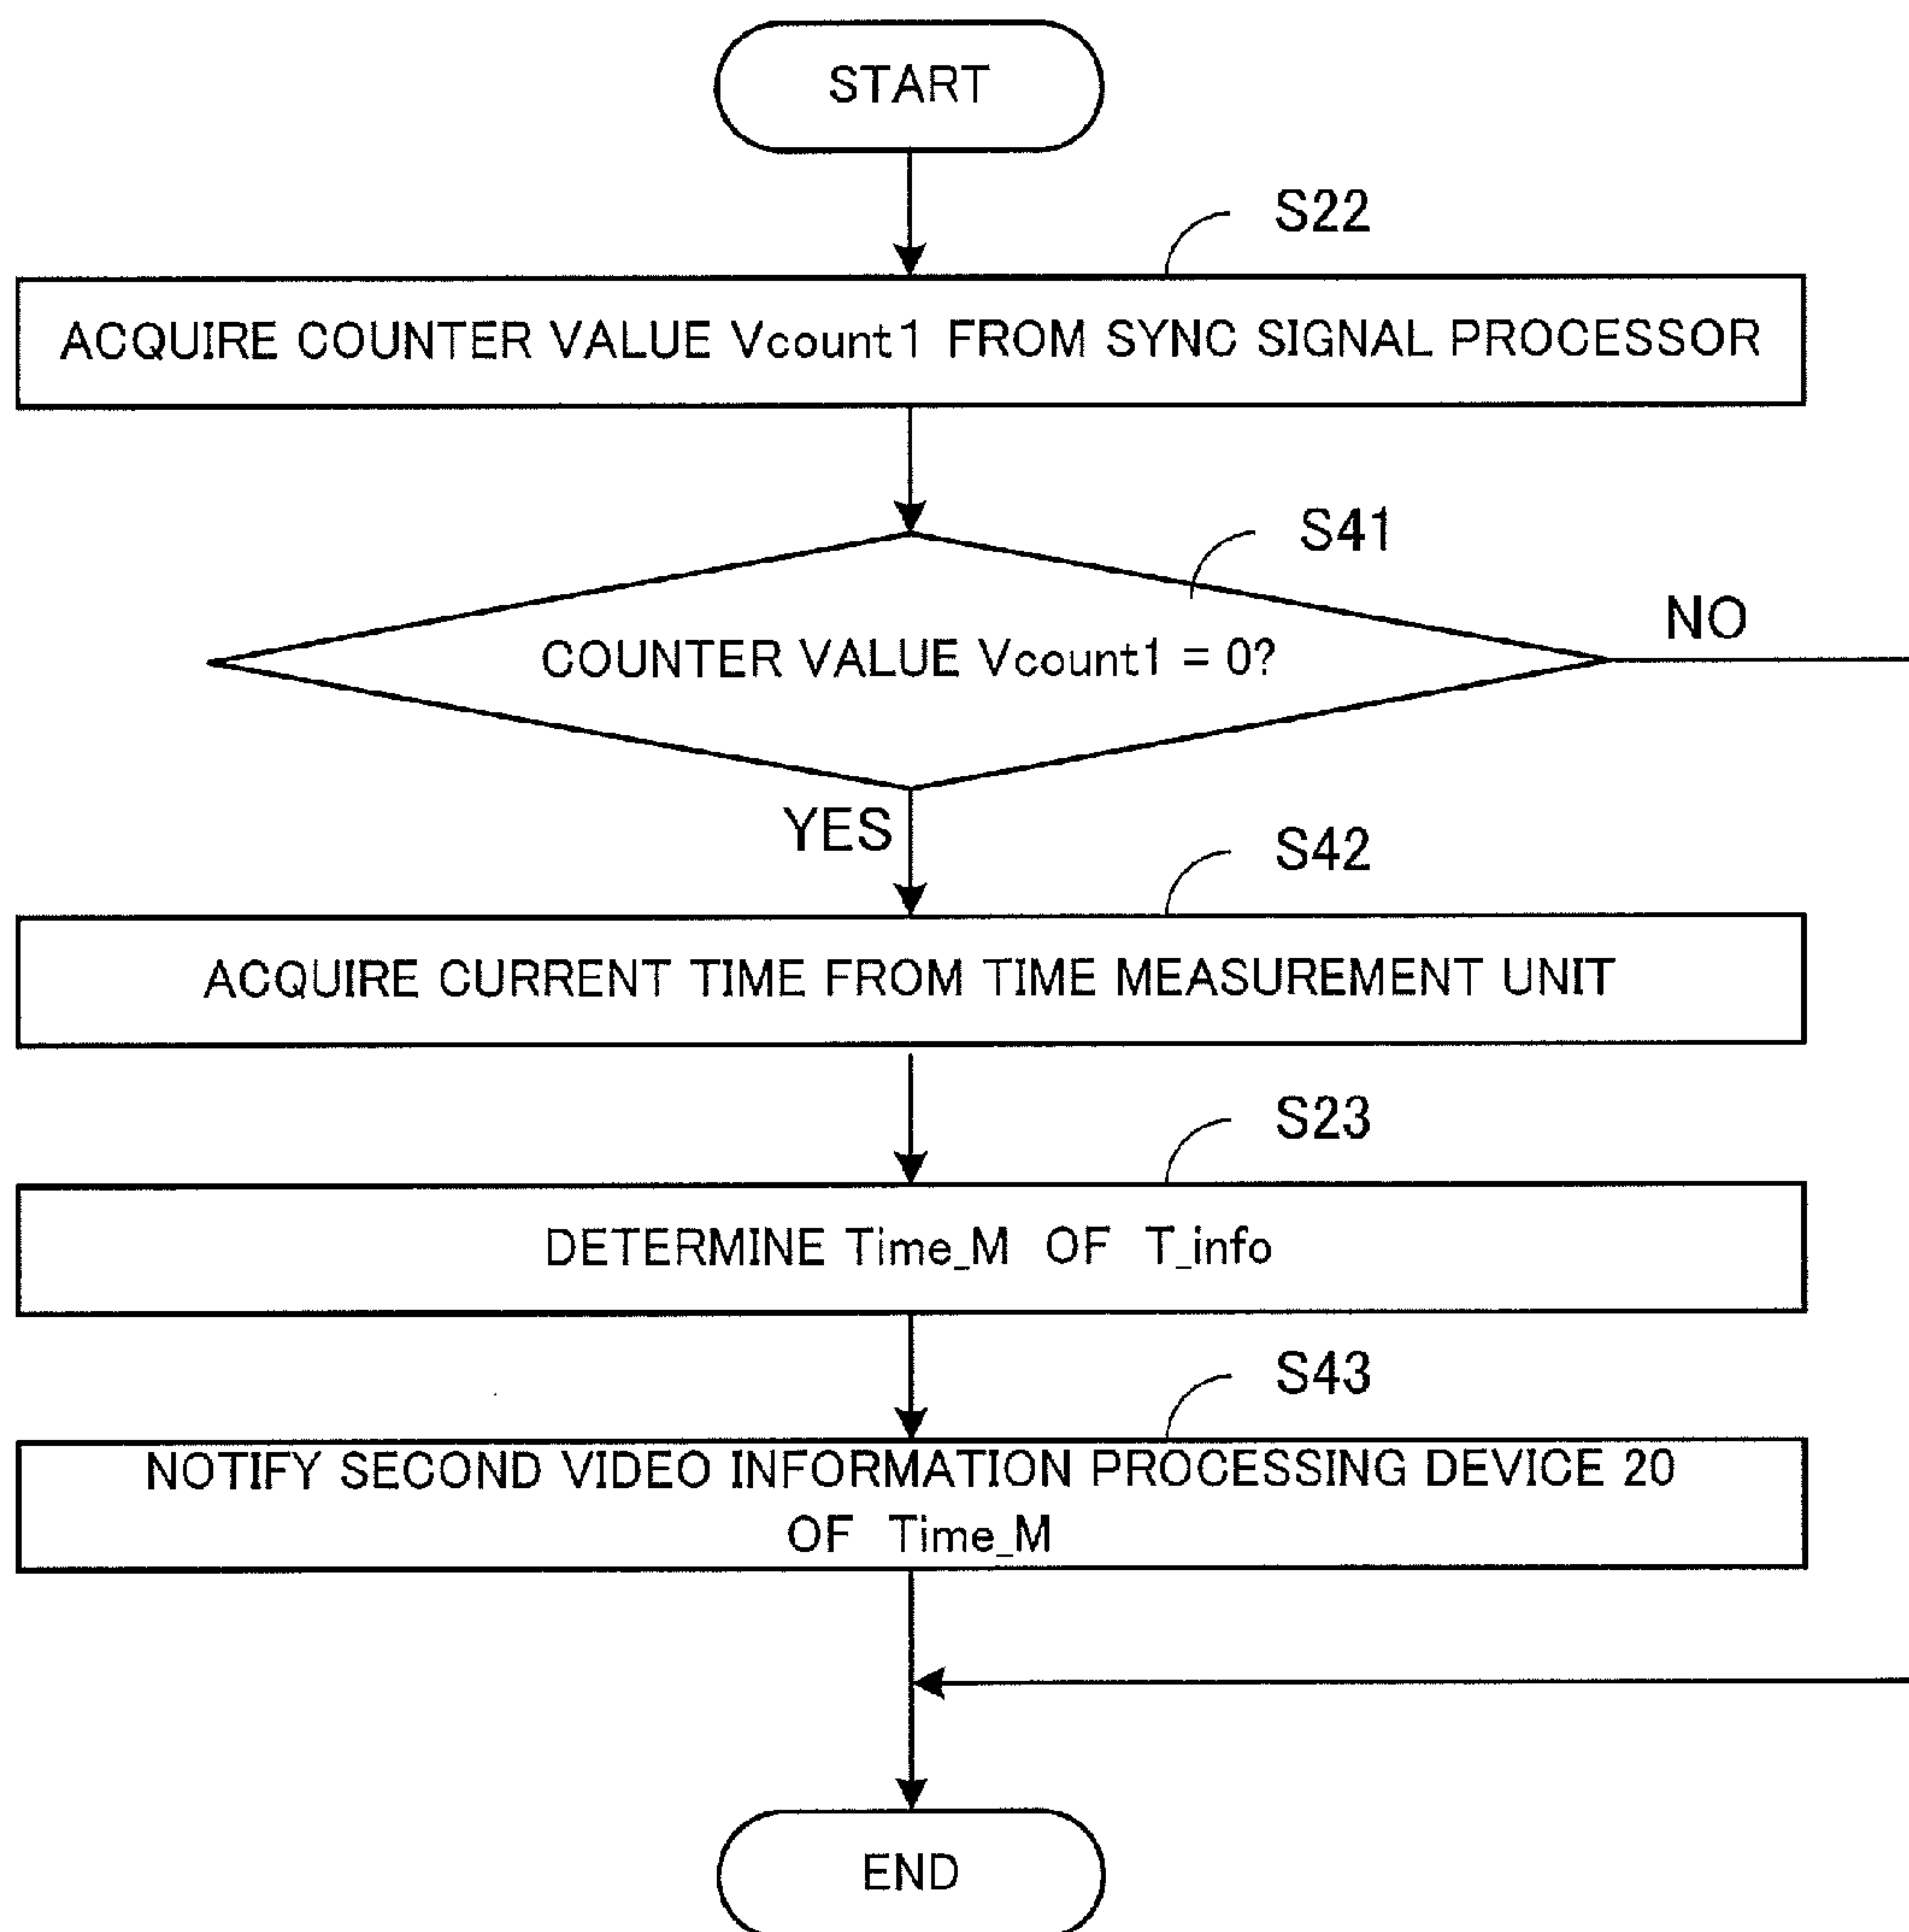 START
S22
ACQUIRE COUNTER VALUE Vcount1 FROM SYNC SIGNAL PROCESSOR
S41
COUNTER VALUE Vcount1 = 0?
NO
YES
S42
ACQUIRE CURRENT TIME FROM TIME MEASUREMENT UNIT
S23
DETERMINE Time_M OF T_info
S43
NOTIFY SECOND VIDEO INFORMATION PROCESSING DEVICE 20
OF Time_M
END